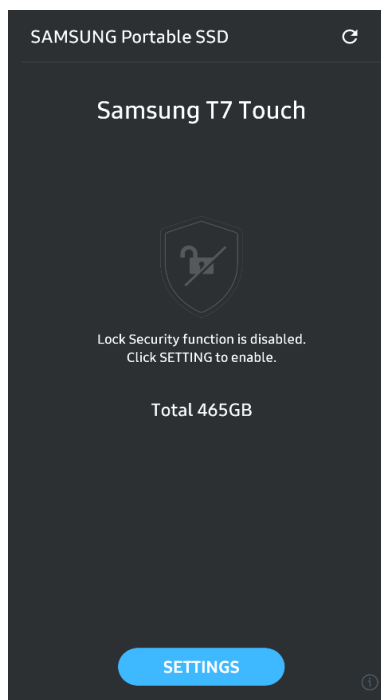 SAMSUNG Portable SSD
Samsung T7 Touch
Lock Security function is disabled.
Click SETTING to enable.
Total 465GB
SETTINGS